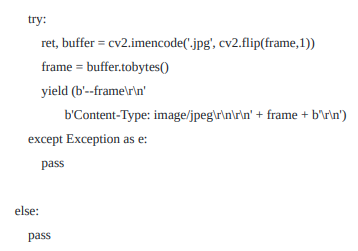 try:
ret, buffer = cv2.imencode('.jpg', cv2.flip(frame,1))
frame = buffer.tobytes()
yield (b'--frame\r\n'
b'Content-Type: image/jpeg\r\n\r\n' + frame + b'\r\n')
except Exception as e:
pass
else:
pass